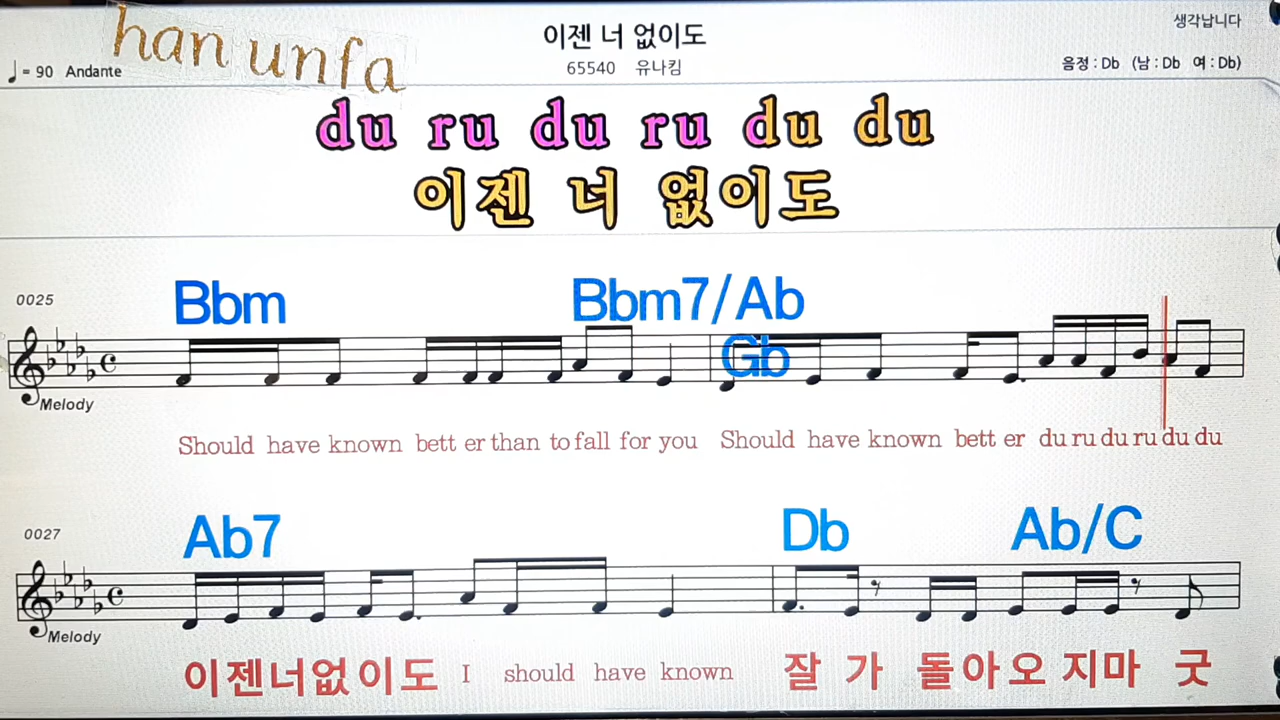 han unfa
이젠 너 없이도
생각납니다
♩= 90 Andante
65540 유나킴
음정 : Db (남 : Db 여 : Db)
du ru du ru du du
이젠 너 없이도
Bbm Bbm7/Ab
0025
Gb
Melody
Should have known bett er than to fall for you Should have known bett er du ru du ru du du
Ab7 Db Ab/C
0027
Melody
이젠너없이도 I should have known 잘 가 돌아오 지마 굿